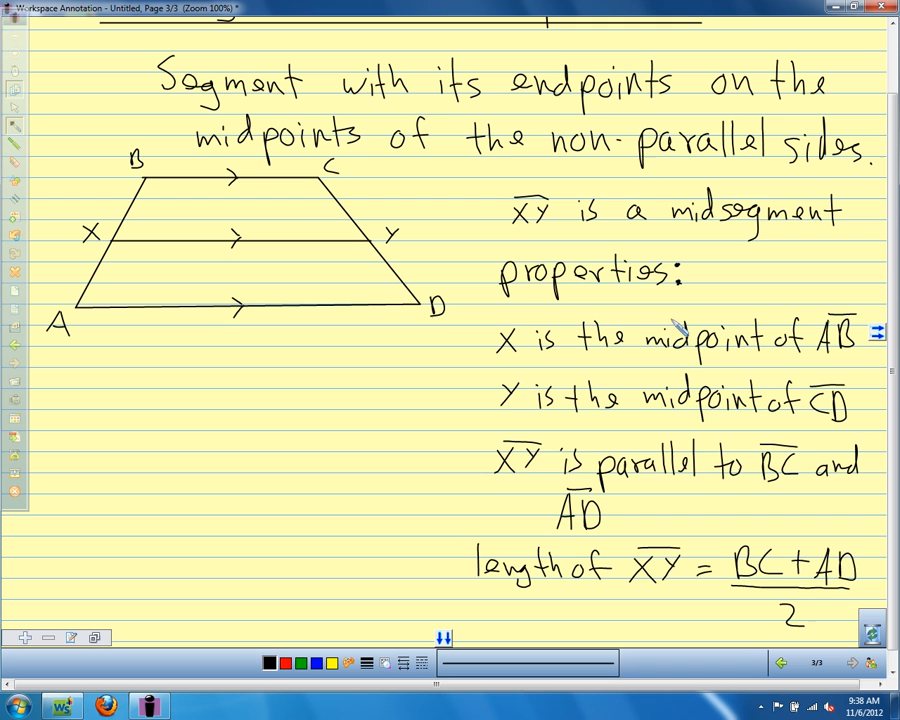 Workspace Annotation - Untitled, Page 3/3 (Zoom 100%) *
Segment with its endpoints on the
midpoints of the non-parallel sides.
B
C
X
Y
A
D
XY is a midsegment
properties:
X is the midpoint of AB
Y is the midpoint of CD
XY is parallel to BC and
AD
length of XY = BC + AD
2
3/3
9:38 AM
11/6/2012